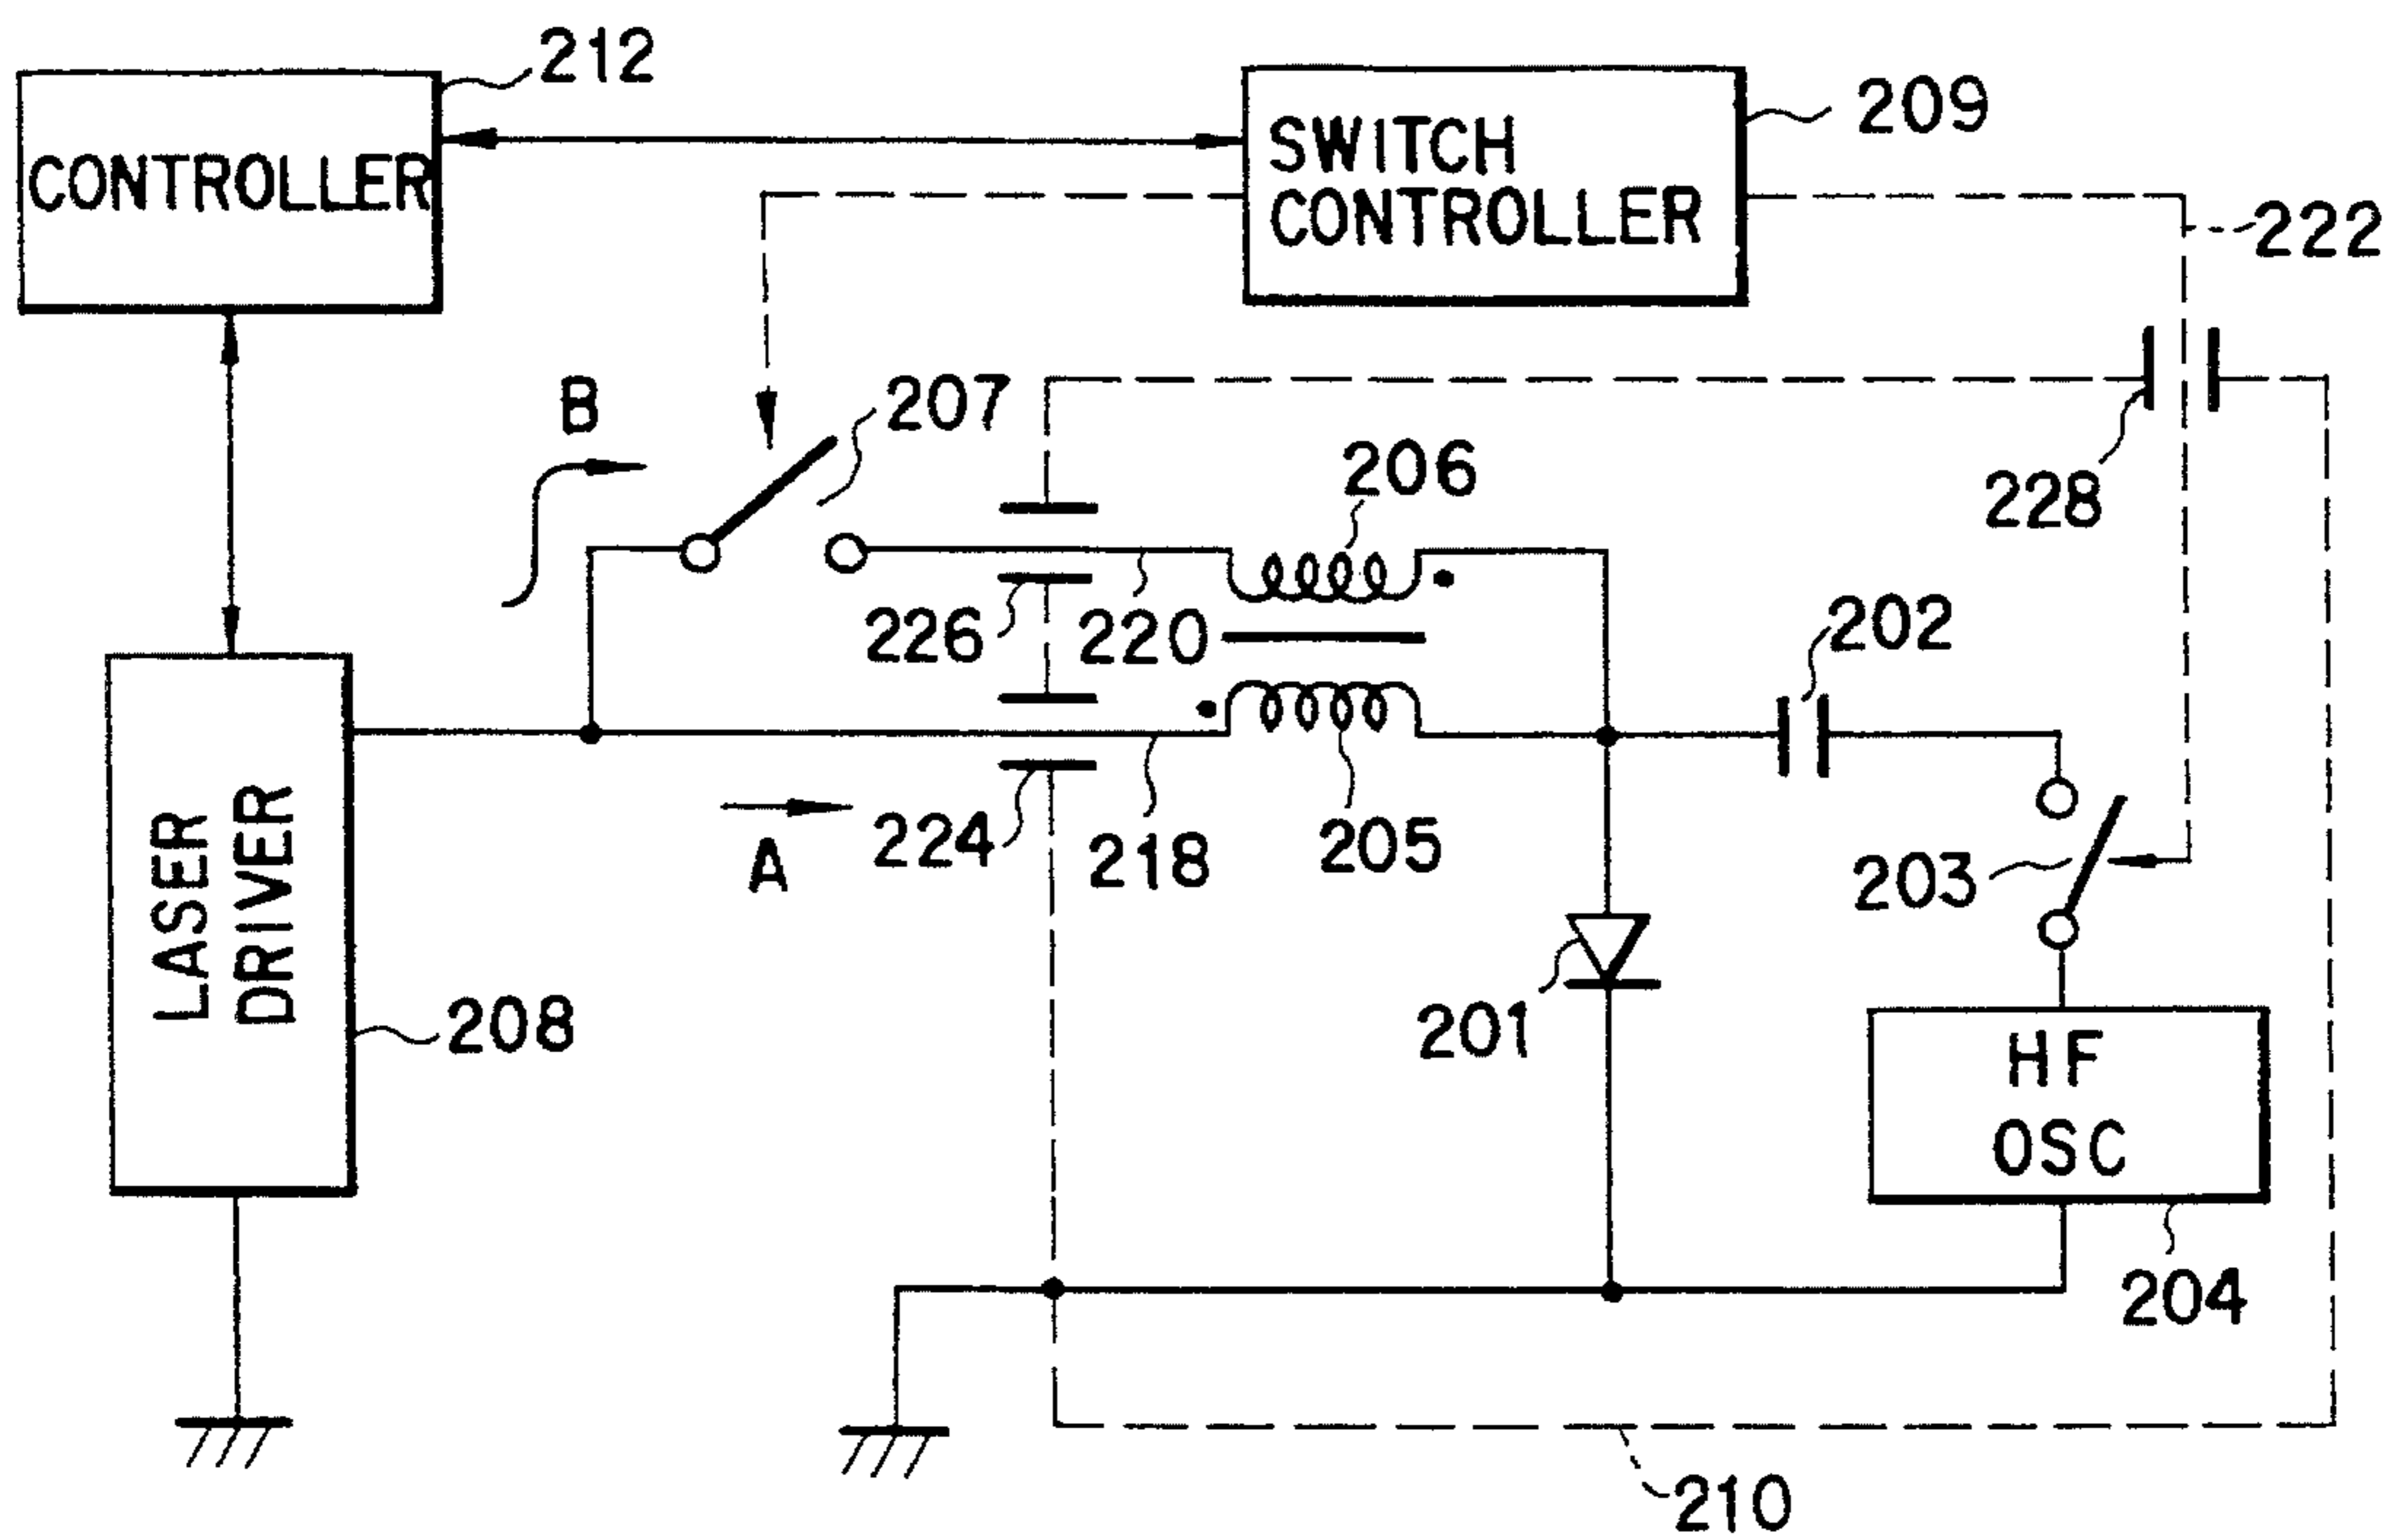 212
CONTROLLER
209
SWITCH
CONTROLLER
222
B
207
206
228
226
220
202
A
224
218
205
203
LASER
DRIVER
208
201
HF
OSC
204
210